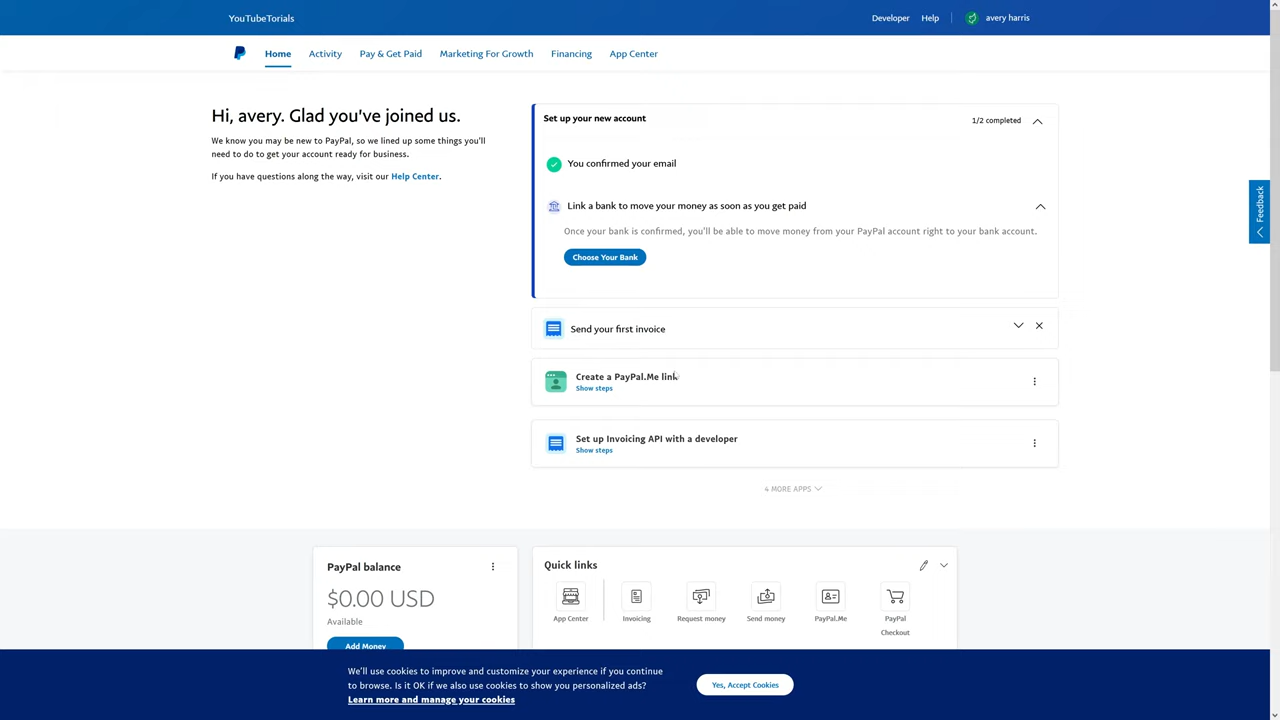 YouTubeTorials
Developer
Help
avery harris
Home
Activity
Pay & Get Paid
Marketing For Growth
Financing
App Center
Hi, avery. Glad you've joined us.
We know you may be new to PayPal, so we lined up some things you'll
need to do to get your account ready for business.
If you have questions along the way, visit our Help Center.
Set up your new account
1/2 completed
You confirmed your email
Link a bank to move your money as soon as you get paid
Once your bank is confirmed, you'll be able to move money from your PayPal account right to your bank account.
Choose Your Bank
Send your first invoice
Create a PayPal.Me link
Show steps
Set up Invoicing API with a developer
Show steps
4 MORE APPS
Feedback
PayPal balance
$0.00 USD
Available
Add Money
Quick links
App Center
Invoicing
Request money
Send money
PayPal.Me
PayPal
Checkout
We'll use cookies to improve and customize your experience if you continue
to browse. Is it OK if we also use cookies to show you personalized ads?
Learn more and manage your cookies
Yes, Accept Cookies